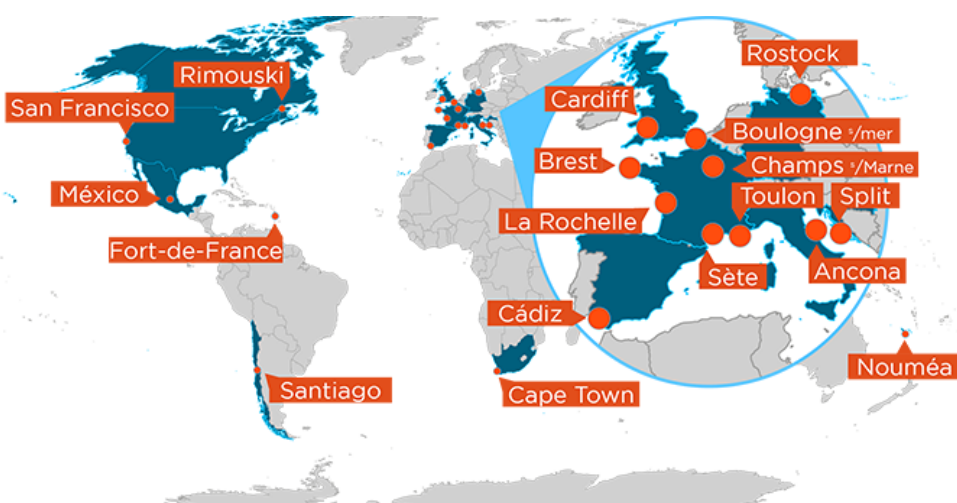 Rostock
Rimouski
Cardiff
San Francisco
Boulogne s/mer
Brest
Champs s/Marne
México
Toulon
Split
La Rochelle
Fort-de-France
Sète
Ancona
Cádiz
Nouméa
Santiago
Cape Town